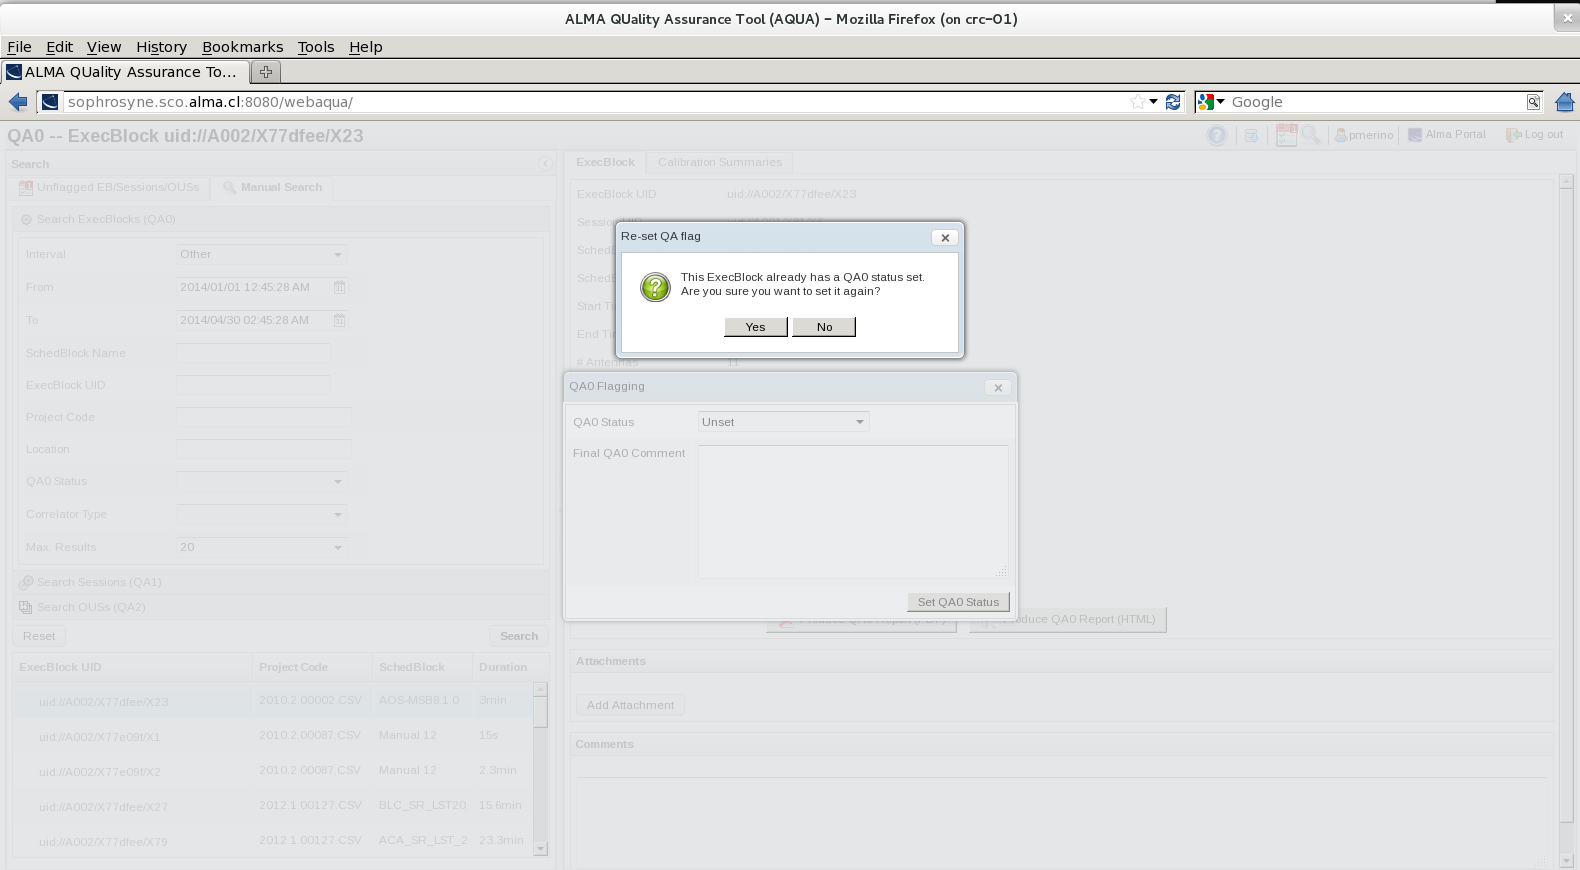 ALMA QUality Assurance Tool (AQUA) - Mozilla Firefox (on crc-01)
File Edit View History Bookmarks Tools Help
ALMA QUality Assurance To...
sophrosyne.sco.alma.cl:8080/webaqua/
Google
QA0 -- ExecBlock uid://A002/X77dfee/X23
pmerino Alma Portal Log out
Search
Unflagged EB/Sessions/OUSs Manual Search
Search ExecBlocks (QA0)
Interval Other
From 2014/01/01 12:45:28 AM
To 2014/04/30 02:45:28 AM
SchedBlock Name
ExecBlock UID
Project Code
Location
QA0 Status
Correlator Type
Max. Results 20
Search Sessions (QA1)
Search OUSs (QA2)
Reset Search
ExecBlock UID Project Code SchedBlock Duration
uid://A002/X77dfee/X23 2010.2.00002.CSV AOS-MSB8.1.0 3min
uid://A002/X77e09f/X1 2010.2.00087.CSV Manual 12 15s
uid://A002/X77e09f/X2 2010.2.00087.CSV Manual 12 2.3min
uid://A002/X77dfee/X27 2012.1.00127.CSV BLC_SR_LST20 15.6min
uid://A002/X77dfee/X79 2012.1.00127.CSV ACA_SR_LST_2 23.3min
ExecBlock Calibration Summaries
ExecBlock UID uid://A002/X77dfee/X23
Session
SchedB
SchedB
Start Ti
End Ti
# Antennas 11
Re-set QA flag
This ExecBlock already has a QA0 status set.
Are you sure you want to set it again?
Yes No
QA0 Flagging
QA0 Status Unset
Final QA0 Comment
Set QA0 Status
Produce QA0 Report (PDF) Produce QA0 Report (HTML)
Attachments
Add Attachment
Comments